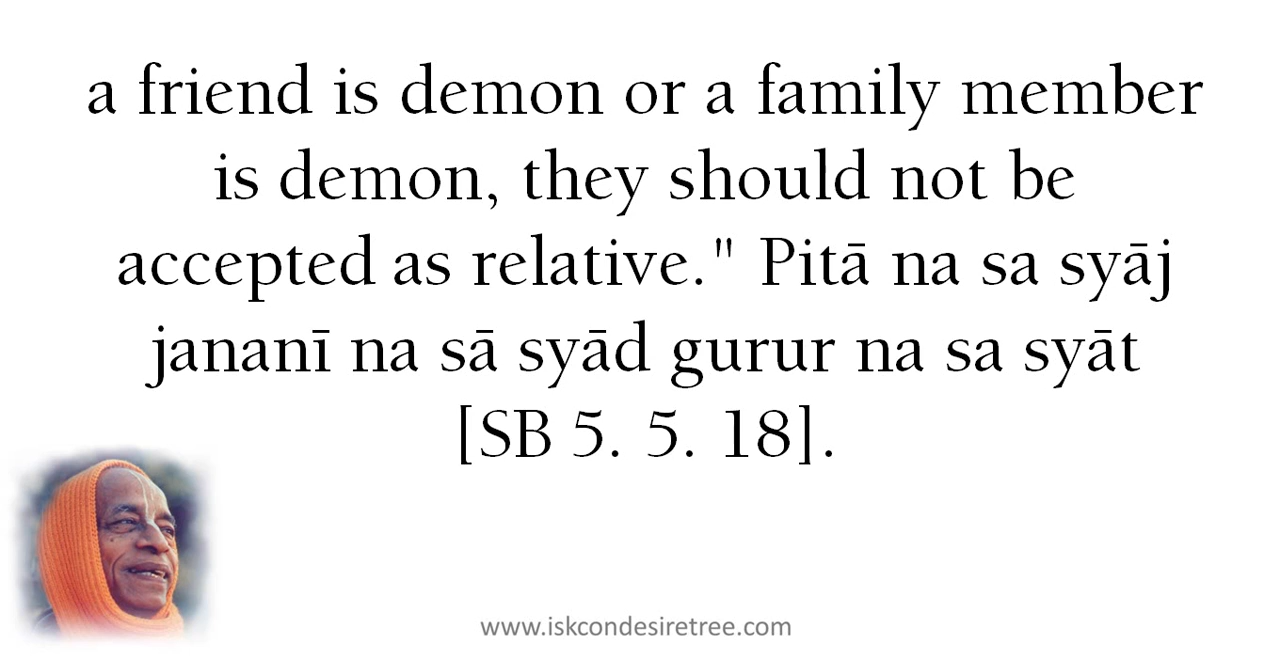 a friend is demon or a family member
is demon, they should not be
accepted as relative." Pitā na sa syāj
jananī na sā syād gurur na sa syāt
[SB 5. 5. 18].
www.iskcondesiretree.com